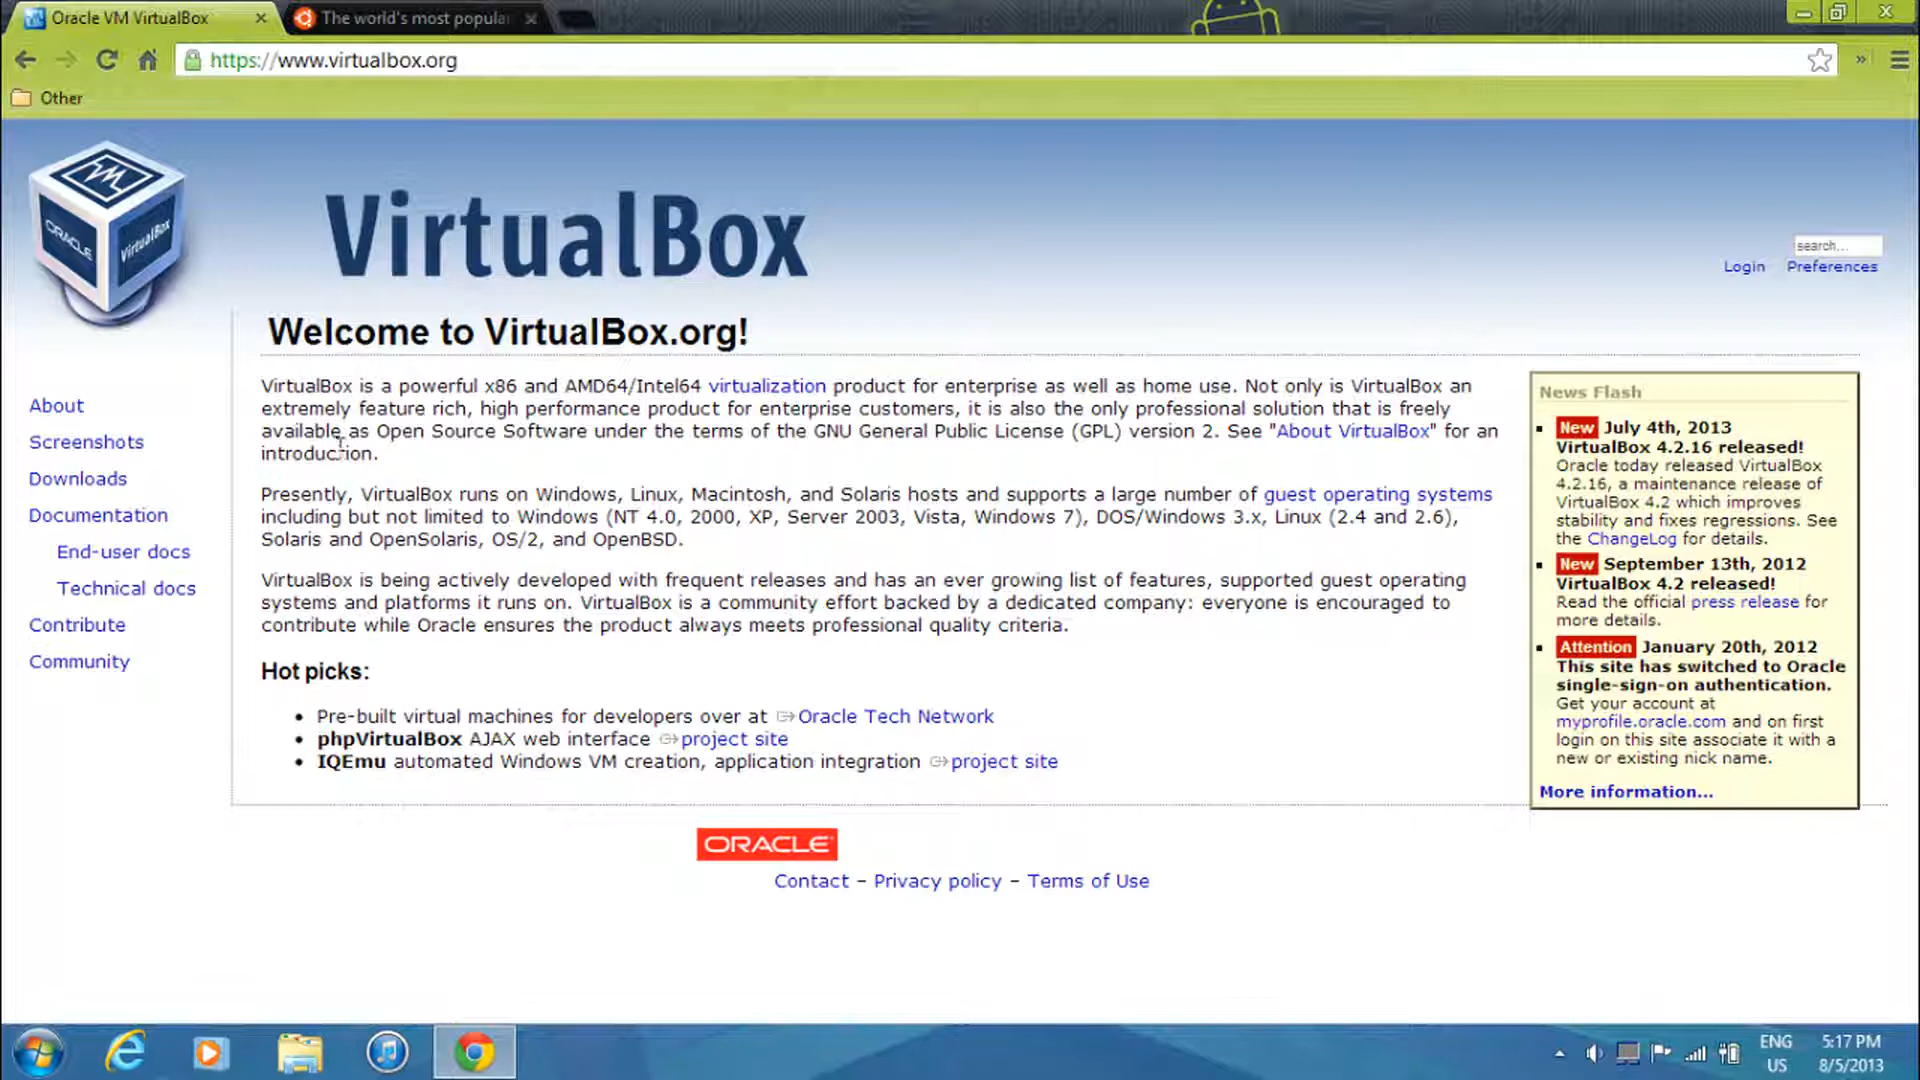 Oracle VM VirtualBox
The world's most popula
https://www.virtualbox.org
Other
ORACLE
VirtualBox
VirtualBox
search...
Login Preferences
Welcome to VirtualBox.org!
About
Screenshots
Downloads
Documentation
End-user docs
Technical docs
Contribute
Community
VirtualBox is a powerful x86 and AMD64/Intel64 virtualization product for enterprise as well as home use. Not only is VirtualBox an
extremely feature rich, high performance product for enterprise customers, it is also the only professional solution that is freely
available as Open Source Software under the terms of the GNU General Public License (GPL) version 2. See "About VirtualBox" for an
introduction.
Presently, VirtualBox runs on Windows, Linux, Macintosh, and Solaris hosts and supports a large number of guest operating systems
including but not limited to Windows (NT 4.0, 2000, XP, Server 2003, Vista, Windows 7), DOS/Windows 3.x, Linux (2.4 and 2.6),
Solaris and OpenSolaris, OS/2, and OpenBSD.
VirtualBox is being actively developed with frequent releases and has an ever growing list of features, supported guest operating
systems and platforms it runs on. VirtualBox is a community effort backed by a dedicated company: everyone is encouraged to
contribute while Oracle ensures the product always meets professional quality criteria.
Hot picks:
Pre-built virtual machines for developers over at Oracle Tech Network
phpVirtualBox AJAX web interface project site
IQEmu automated Windows VM creation, application integration project site
News Flash
New July 4th, 2013
VirtualBox 4.2.16 released!
Oracle today released VirtualBox
4.2.16, a maintenance release of
VirtualBox 4.2 which improves
stability and fixes regressions. See
the ChangeLog for details.
New September 13th, 2012
VirtualBox 4.2 released!
Read the official press release for
more details.
Attention January 20th, 2012
This site has switched to Oracle
single-sign-on authentication.
Get your account at
myprofile.oracle.com and on first
login on this site associate it with a
new or existing nick name.
More information...
ORACLE
Contact – Privacy policy – Terms of Use
ENG
US
5:17 PM
8/5/2013